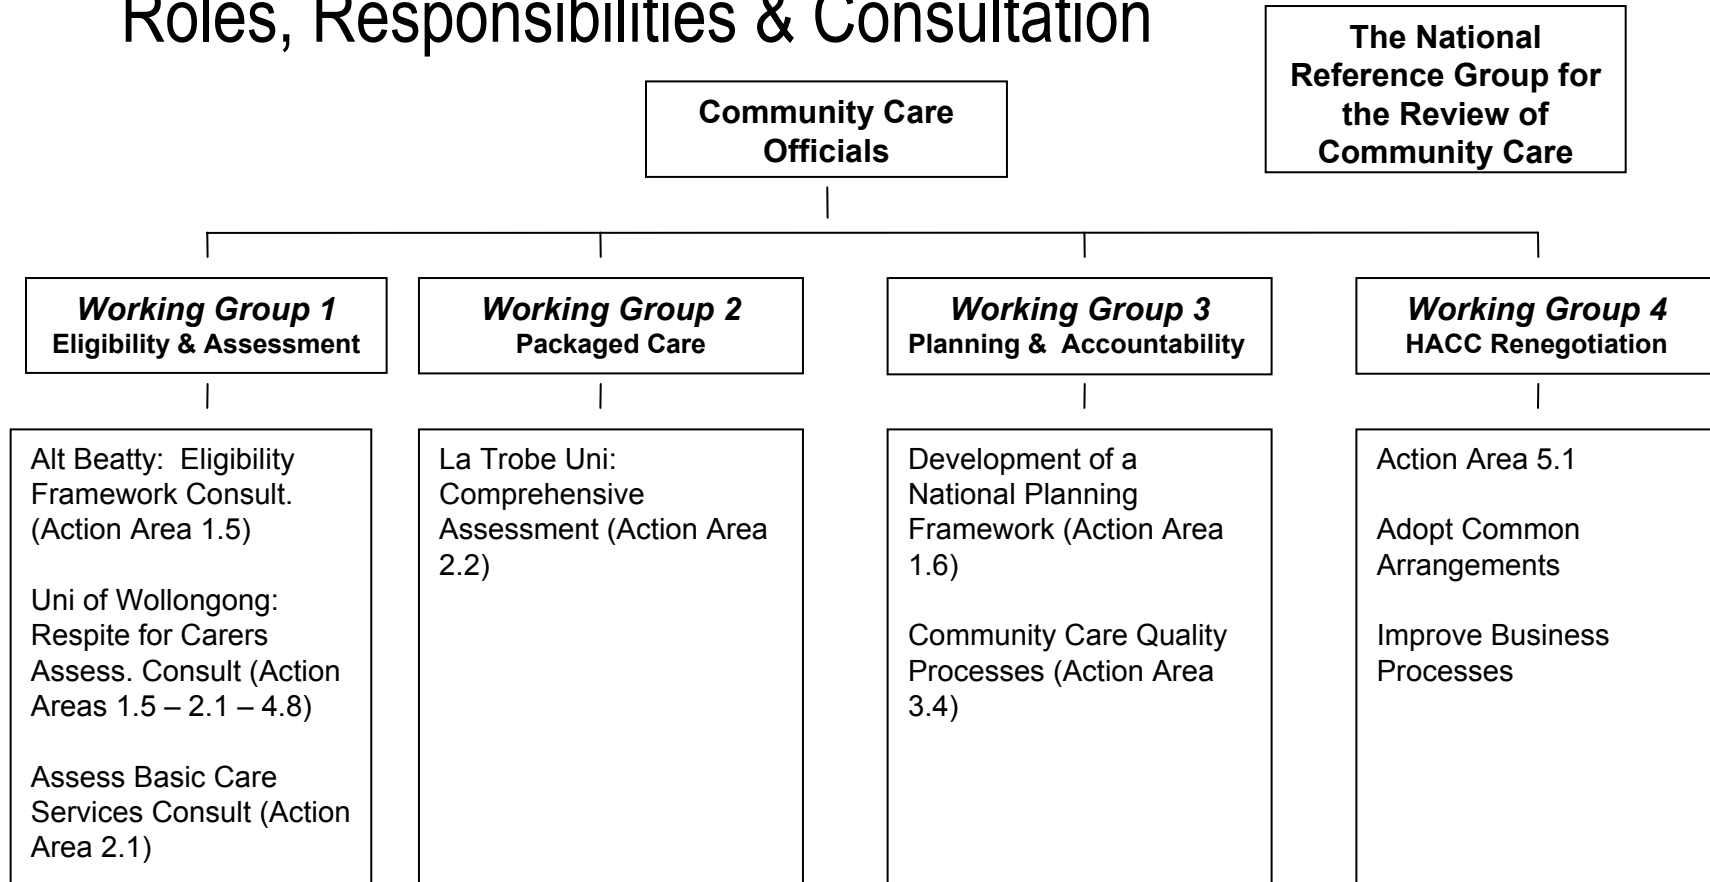 Roles, Responsibilities & Consultation
The National
Reference Group for
the Review of
Community Care
Community Care
Officials
Working Group 1
Eligibility & Assessment
Working Group 2
Packaged Care
Working Group 3
Planning & Accountability
Working Group 4
HACC Renegotiation
Alt Beatty: Eligibility
Framework Consult.
(Action Area 1.5)
Uni of Wollongong:
Respite for Carers
Assess. Consult (Action
Areas 1.5 – 2.1 – 4.8)
Assess Basic Care
Services Consult (Action
Area 2.1)
La Trobe Uni:
Comprehensive
Assessment (Action Area
2.2)
Development of a
National Planning
Framework (Action Area
1.6)
Community Care Quality
Processes (Action Area
3.4)
Action Area 5.1
Adopt Common
Arrangements
Improve Business
Processes